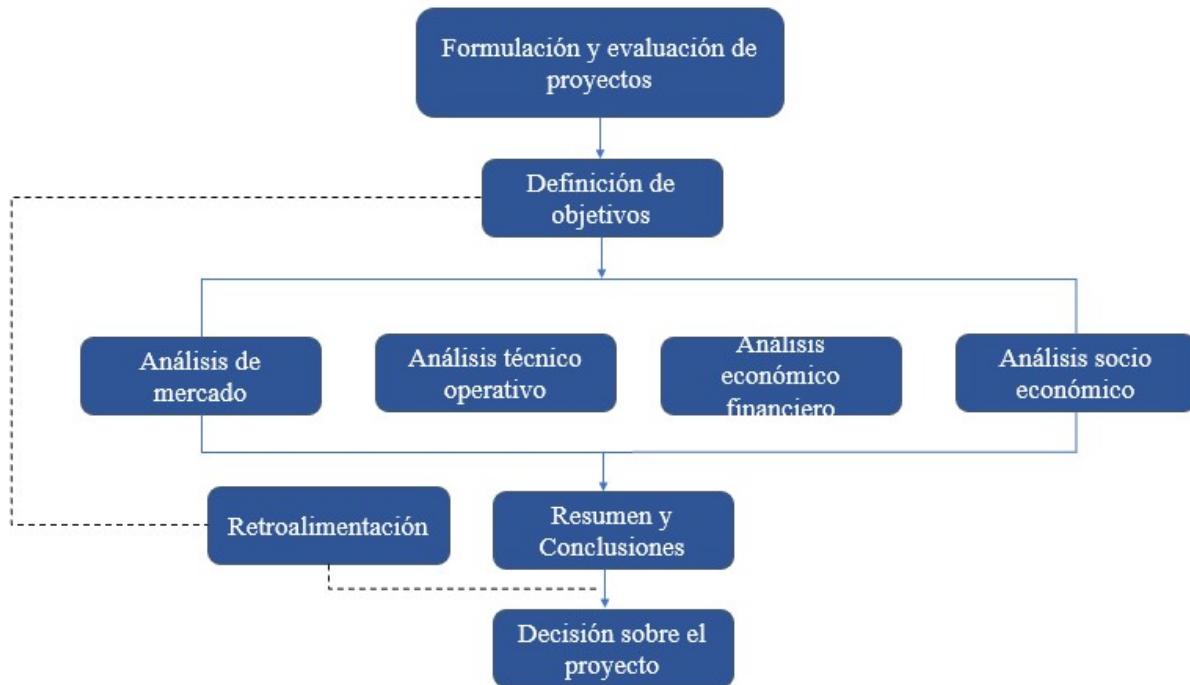 Formulación y evaluación de
proyectos
Definición de
objetivos
Análisis de
mercado
Análisis técnico
operativo
Análisis
económico
financiero
Análisis socio
económico
Retroalimentación
Resumen y
Conclusiones
Decisión sobre el
proyecto